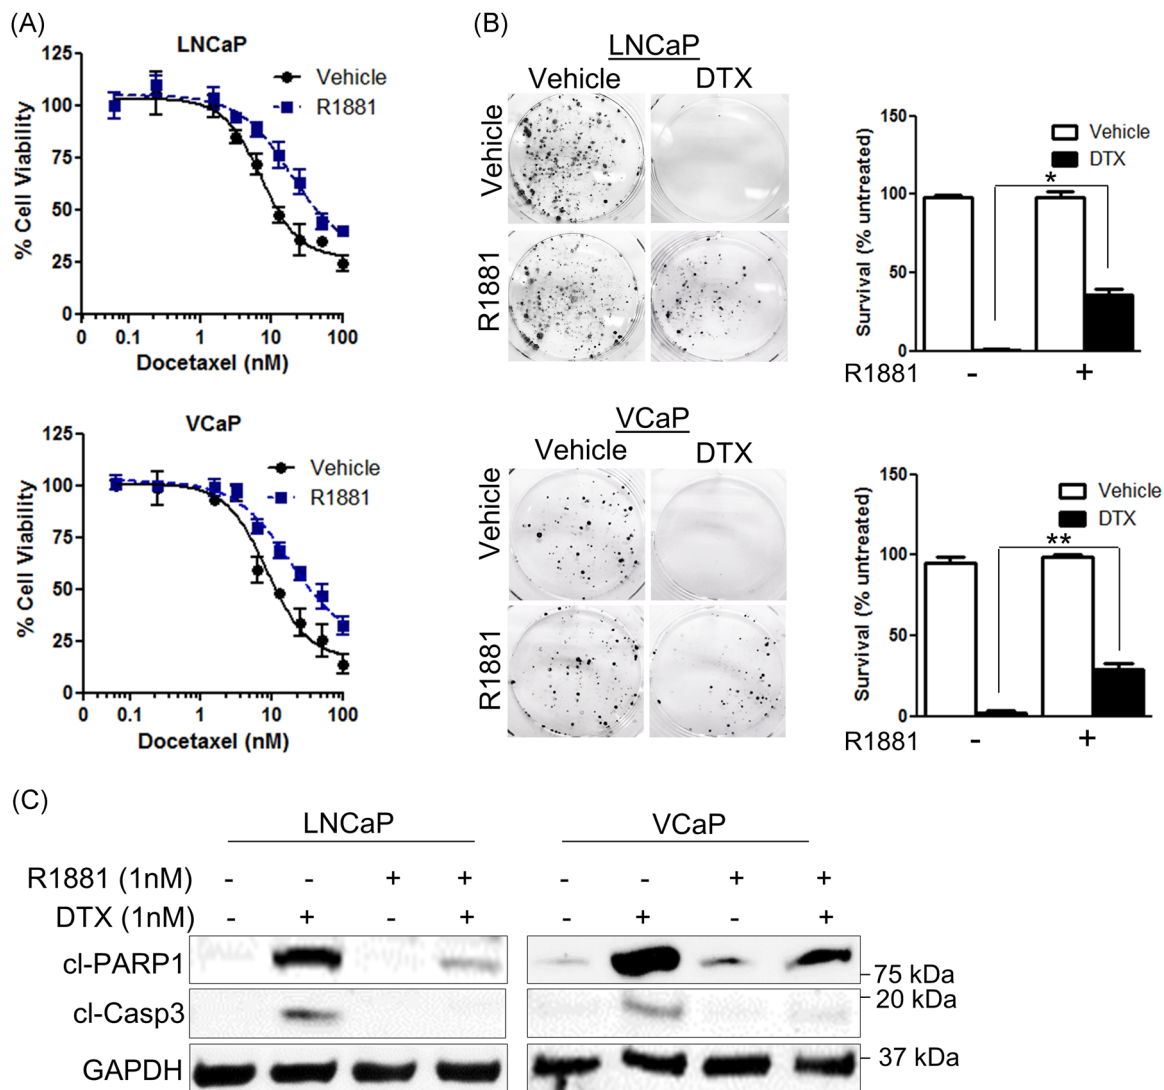 (A)
LNCaP
% Cell Viability
125
100
75
50
25
0
Vehicle
R1881
0 0.1 1 10 100
Docetaxel (nM)
VCaP
% Cell Viability
125
100
75
50
25
0
Vehicle
R1881
0 0.1 1 10 100
Docetaxel (nM)
(B)
LNCaP
Vehicle DTX
Vehicle
R1881
Survival (% untreated)
150
100
50
0
Vehicle
DTX
*
R1881 - +
VCaP
Vehicle DTX
Vehicle
R1881
Survival (% untreated)
150
100
50
0
Vehicle
DTX
**
R1881 - +
(C)
LNCaP VCaP
R1881 (1nM) - - + + - - + +
DTX (1nM) - + - + - + - +
cl-PARP1 75 kDa
cl-Casp3 20 kDa
GAPDH 37 kDa